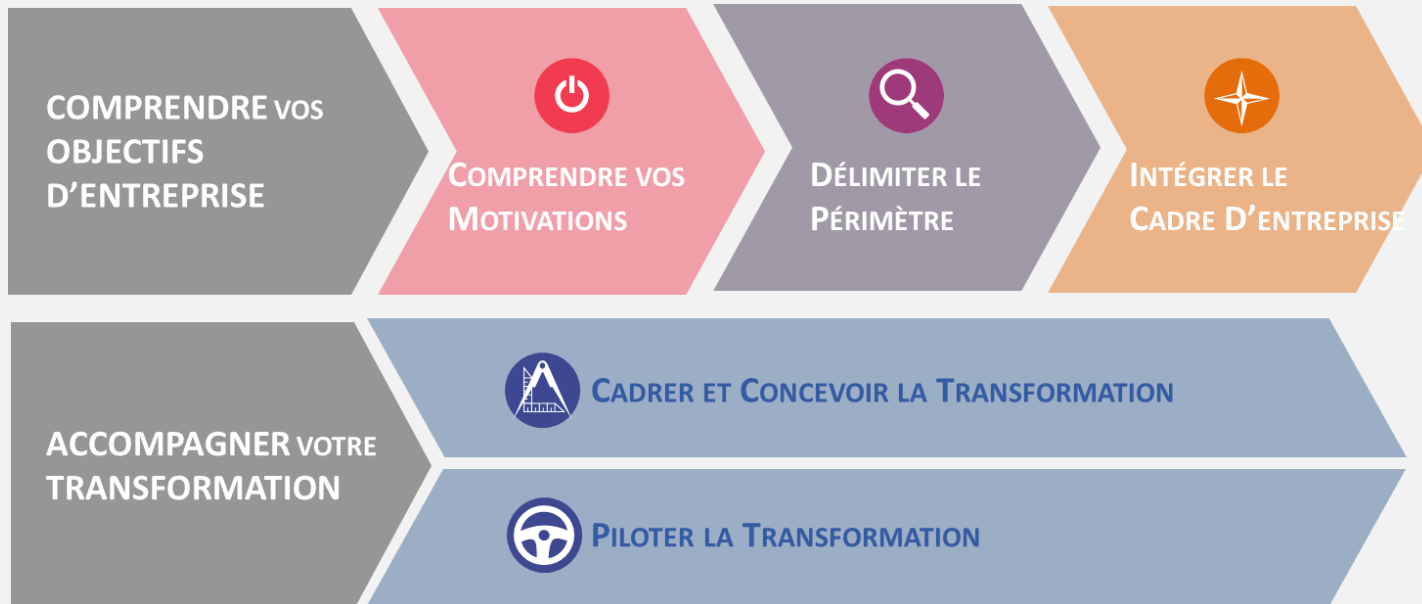 COMPRENDRE VOS
OBJECTIFS
D’ENTREPRISE
COMPRENDRE VOS
MOTIVATIONS
DÉLIMITER LE
PÉRIMÈTRE
INTÉGRER LE
CADRE D’ENTREPRISE
ACCOMPAGNER VOTRE
TRANSFORMATION
CADRER ET CONCEVOIR LA TRANSFORMATION
PILOTER LA TRANSFORMATION